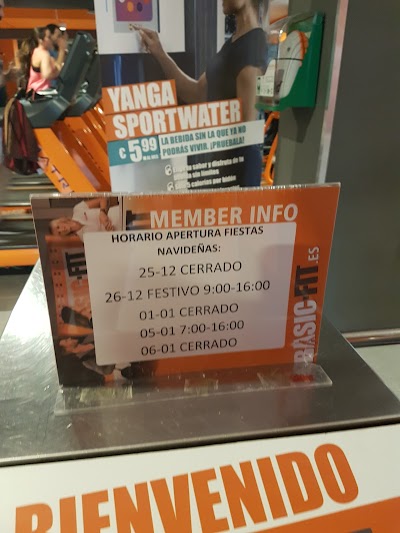 YANGA
SPORTWATER
€ 5,99
LA BEBIDA SIN LA QUE YA NO
PODRÁS VIVIR. ¡PRUÉBALA!
MEMBER INFO
HORARIO APERTURA FIESTAS
NAVIDEÑAS:
25-12 CERRADO
26-12 FESTIVO 9:00-16:00
01-01 CERRADO
05-01 7:00-16:00
06-01 CERRADO
BASIC-FIT.ES
BIENVENIDO